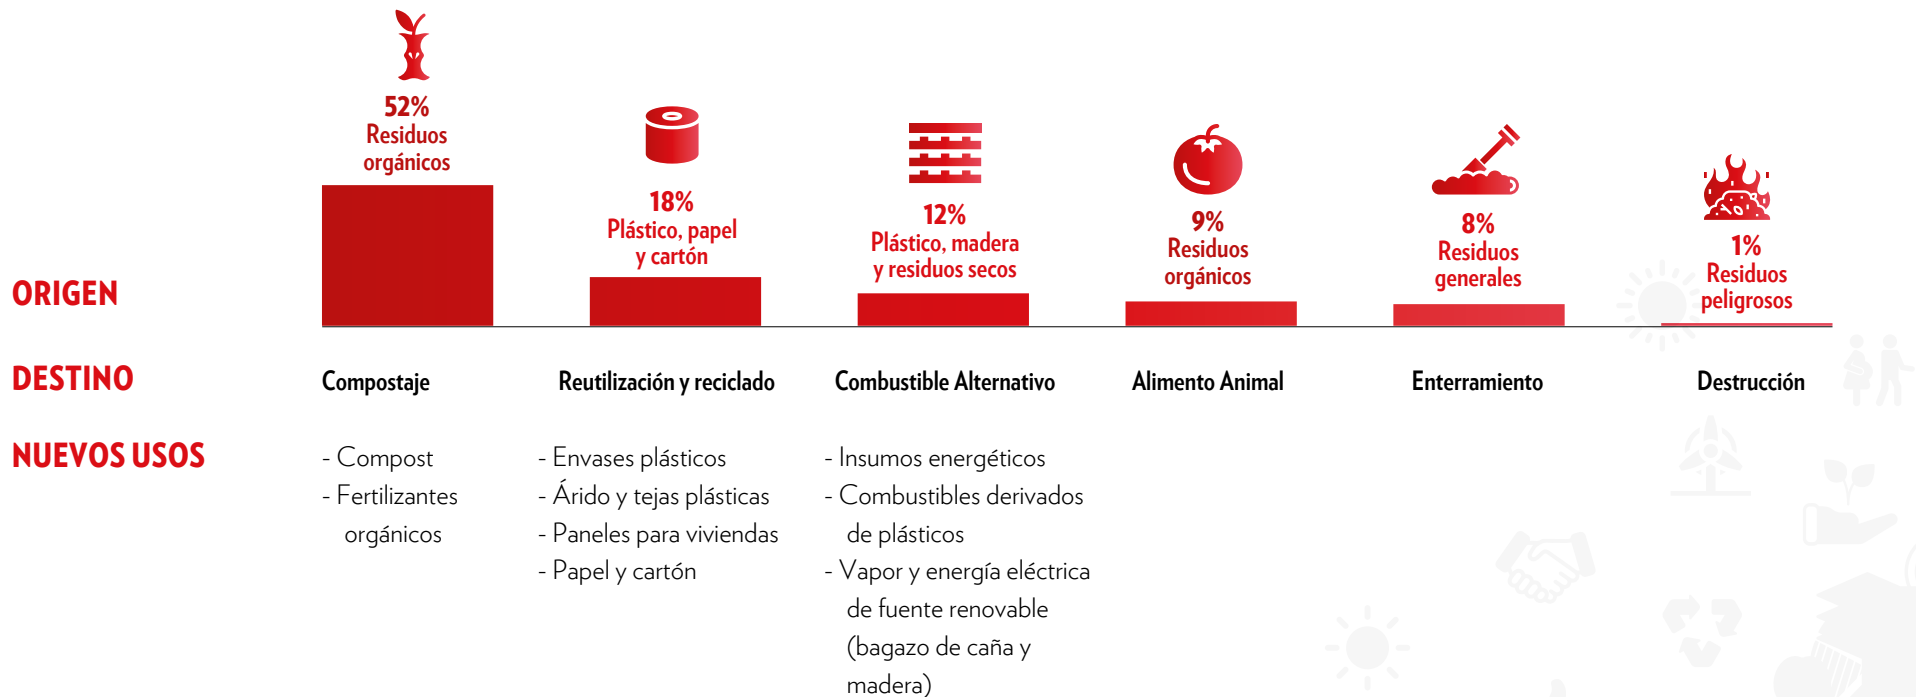 52%
Residuos
orgánicos
18%
Plástico, papel
y cartón
12%
Plástico, madera
y residuos secos
9%
Residuos
orgánicos
8%
Residuos
generales
1%
Residuos
peligrosos
ORIGEN
DESTINO
Compostaje
Reutilización y reciclado
Combustible Alternativo
Alimento Animal
Enterramiento
Destrucción
NUEVOS USOS
- Compost
- Fertilizantes
orgánicos
- Envases plásticos
- Árido y tejas plásticas
- Paneles para viviendas
- Papel y cartón
- Insumos energéticos
- Combustibles derivados
de plásticos
- Vapor y energía eléctrica
de fuente renovable
(bagazo de caña y
madera)